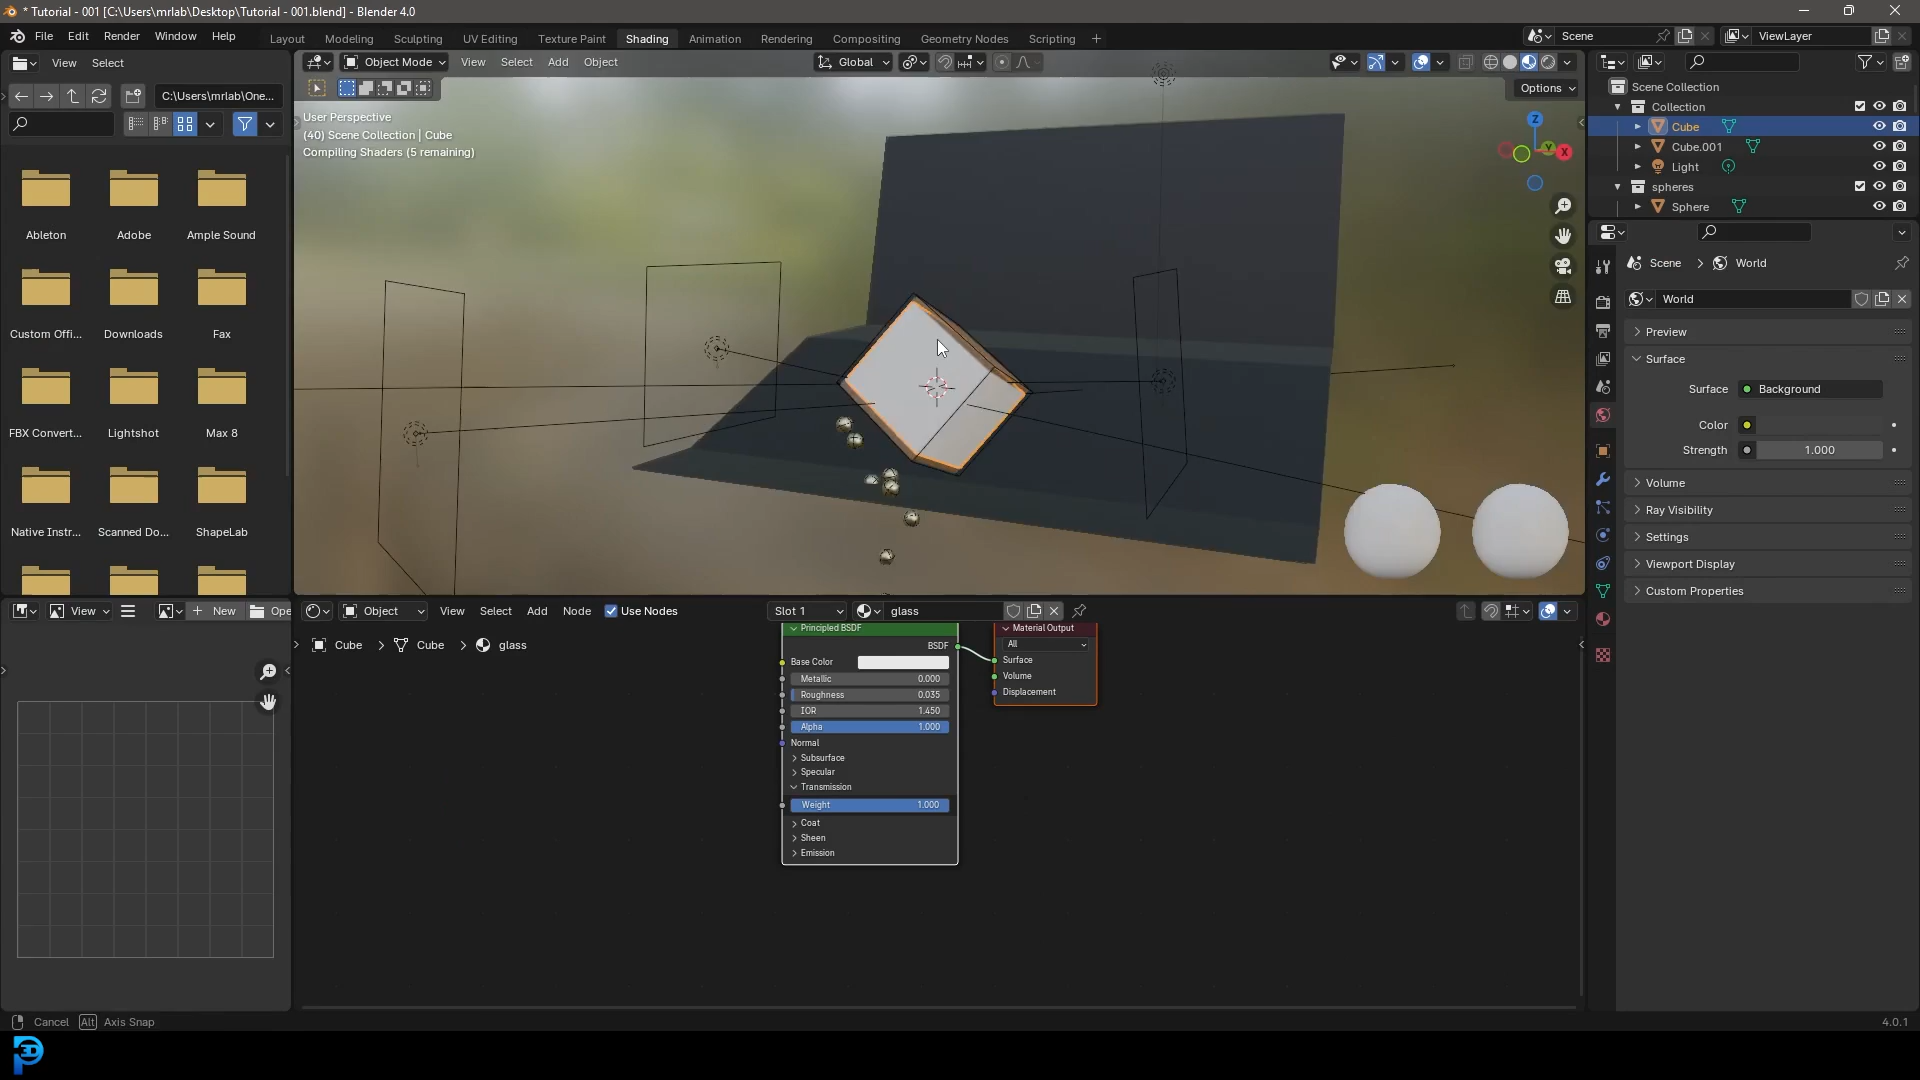 * Tutorial - 001 [C:\Users\mrlab\Desktop\Tutorial - 001.blend] - Blender 4.0
File Edit Render Window Help Layout Modeling Sculpting UV Editing Texture Paint Shading Animation Rendering Compositing Geometry Nodes Scripting + Scene ViewLayer
View Select
Object Mode View Select Add Object Global
C:\Users\mrlab\One...
Options
User Perspective
(40) Scene Collection | Cube
Compiling Shaders (5 remaining)
Z
Y
X
Ableton Adobe Ample Sound
Custom Offi... Downloads Fax
FBX Convert... Lightshot Max 8
Native Instr... Scanned Do... ShapeLab
Scene Collection
Collection
Cube
Cube.001
Light
spheres
Sphere
Scene > World
World
Preview
Surface
Surface Background
Color
Strength 1.000
Volume
Ray Visibility
Settings
Viewport Display
Custom Properties
View + New Ope
Object View Select Add Node Use Nodes Slot 1 glass
Cube > Cube > glass
Principled BSDF
BSDF
Base Color
Metallic 0.000
Roughness 0.035
IOR 1.450
Alpha 1.000
Normal
Subsurface
Specular
Transmission
Weight 1.000
Coat
Sheen
Emission
Material Output
All
Surface
Volume
Displacement
Cancel Alt Axis Snap
4.0.1